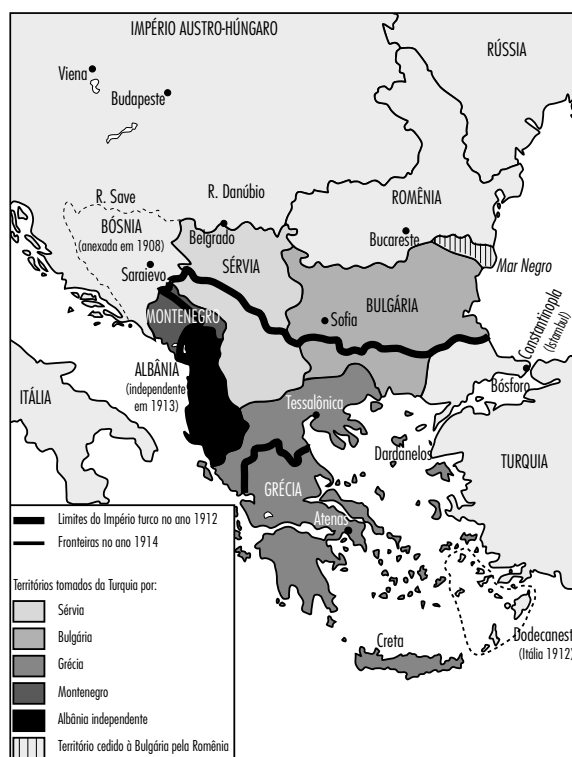 IMPÉRIO AUSTRO-HÚNGARO
RÚSSIA
Viena
Budapeste
R. Save
R. Danúbio
ROMÊNIA
BÓSNIA
(anexada em 1908)
Belgrado
Bucareste
Mar Negro
Saraievo
SÉRVIA
BULGÁRIA
MONTENEGRO
Sofia
Constantinopla
(Istambul)
ALBÂNIA
(independente
em 1913)
Bósforo
ITÁLIA
Tessalônica
Dardanelos
TURQUIA
GRÉCIA
Atenas
Creta
Dodecanesto
(Itália 1912)
Limites do Império turco no ano 1912
Fronteiras no ano 1914
Territórios tomados da Turquia por:
Sérvia
Bulgária
Grécia
Montenegro
Albânia independente
Território cedido à Bulgária pela Romênia